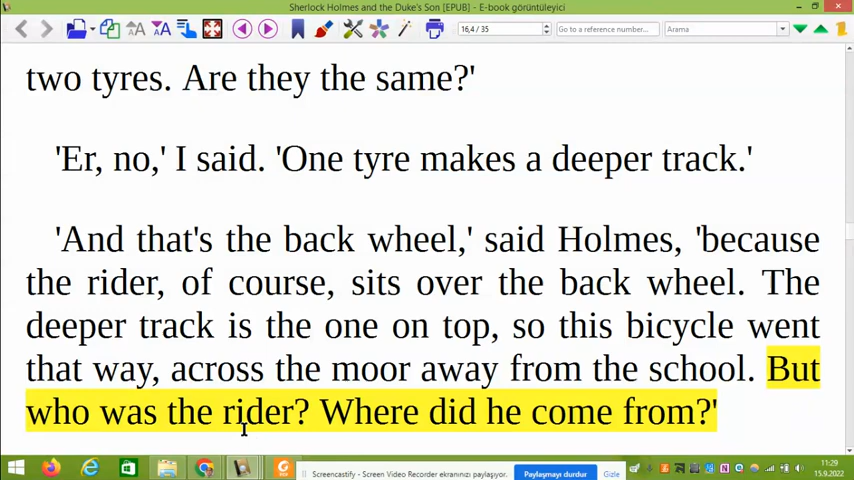 Sherlock Holmes and the Duke's Son [EPUB] - E-book görüntüleyici
16,4 / 35
Go to a reference number...
Arama
two tyres. Are they the same?'
'Er, no,' I said. 'One tyre makes a deeper track.'
'And that's the back wheel,' said Holmes, 'because
the rider, of course, sits over the back wheel. The
deeper track is the one on top, so this bicycle went
that way, across the moor away from the school. But
who was the rider? Where did he come from?'
Screencastify - Screen Video Recorder ekranınızı paylaşıyor.
Paylaşmayı durdur
Gizle
11:29
15.9.2022